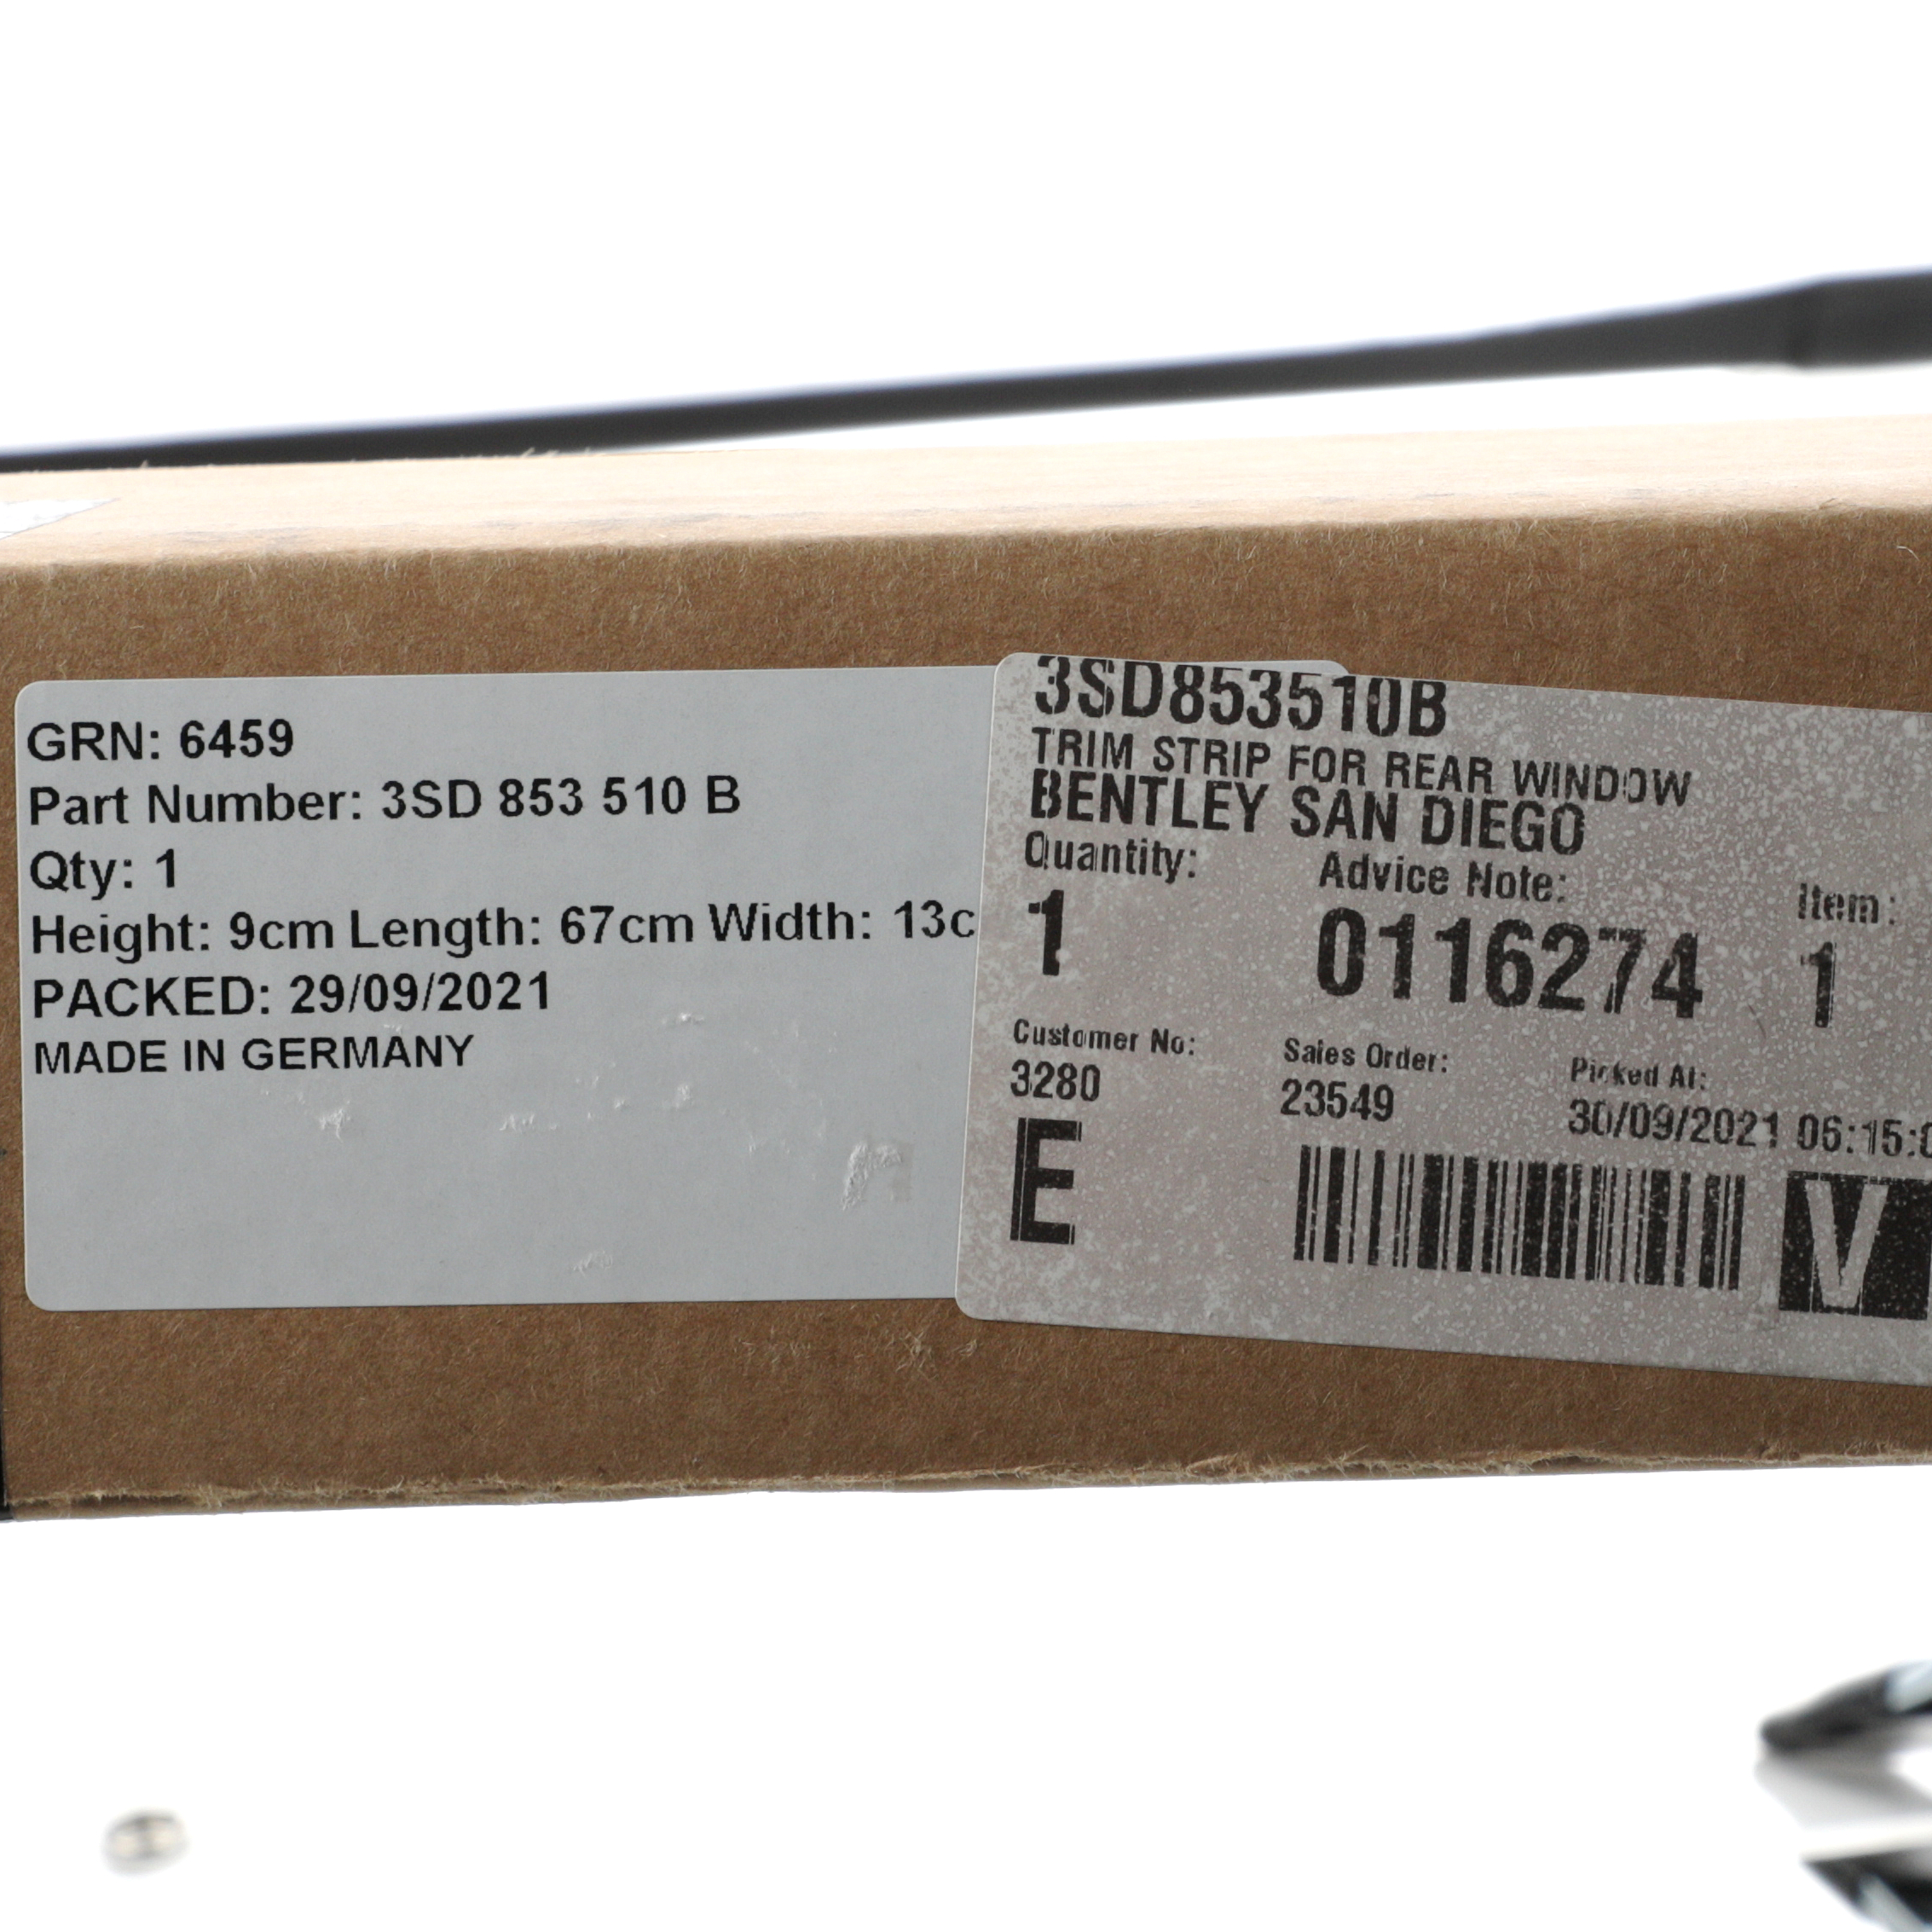 GRN: 6459
Part Number: 3SD 853 510 B
Qty: 1
Height: 9cm Length: 67cm Width: 13c
PACKED: 29/09/2021
MADE IN GERMANY
3SD853510B
TRIM STRIP FOR REAR WINDOW
BENTLEY SAN DIEGO
Quantity: Advice Note: Item:
1 0116274 1
Customer No: Sales Order: Picked At:
3280 23549 30/09/2021 06:15:0
E V